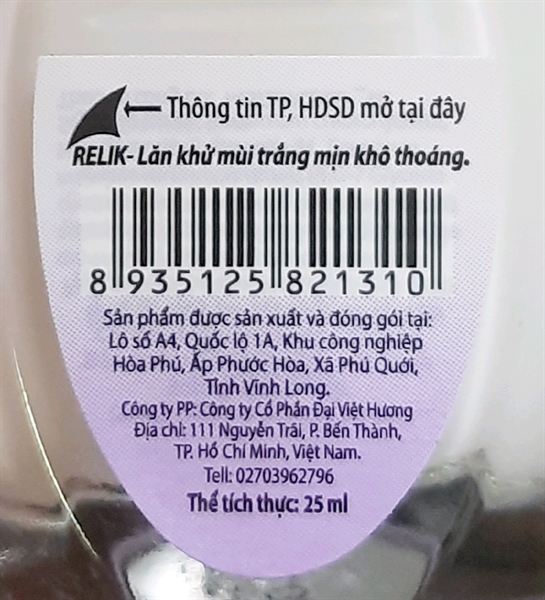 Thông tin TP, HDSD mở tại đây
RELIK- Lăn khử mùi trắng mịn khô thoáng.
8 935125 821310
Sản phẩm được sản xuất và đóng gói tại:
Lô số A4, Quốc lộ 1A, Khu công nghiệp
Hòa Phú, Ấp Phước Hòa, Xã Phú Quới,
Tỉnh Vĩnh Long.
Công ty PP: Công ty Cổ Phần Đại Việt Hương
Địa chỉ: 111 Nguyễn Trãi, P. Bến Thành,
TP. Hồ Chí Minh, Việt Nam.
Tell: 02703962796
Thể tích thực: 25 ml